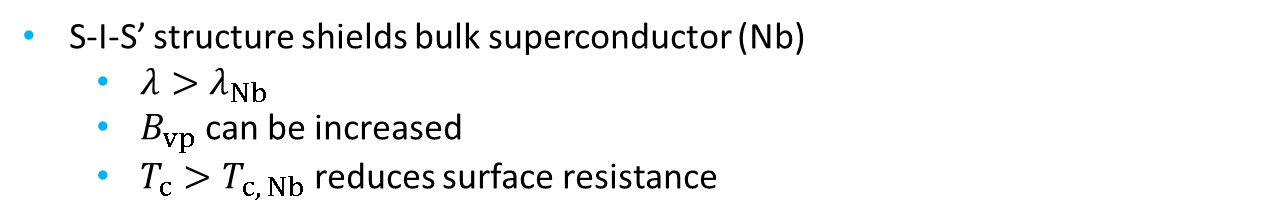 • S-I-S’ structure shields bulk superconductor (Nb)
• λ > λ_Nb
• B_vp can be increased
• T_c > T_c, Nb reduces surface resistance